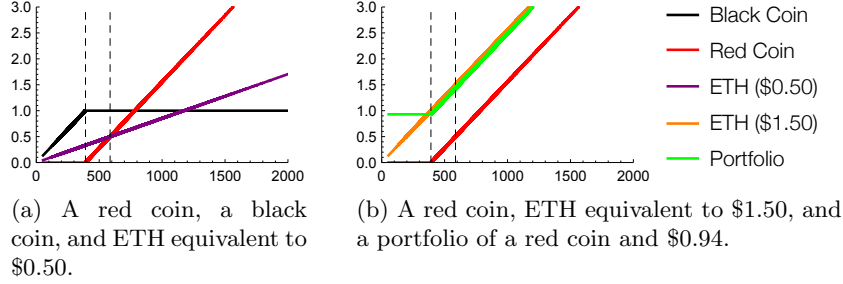 3.0
2.5
2.0
1.5
1.0
0.5
0.0
0 500 1000 1500 2000
3.0
2.5
2.0
1.5
1.0
0.5
0.0
0 500 1000 1500 2000
Black Coin
Red Coin
ETH ($0.50)
ETH ($1.50)
Portfolio
(a) A red coin, a black
coin, and ETH equivalent to
$0.50.
(b) A red coin, ETH equivalent to $1.50, and
a portfolio of a red coin and $0.94.